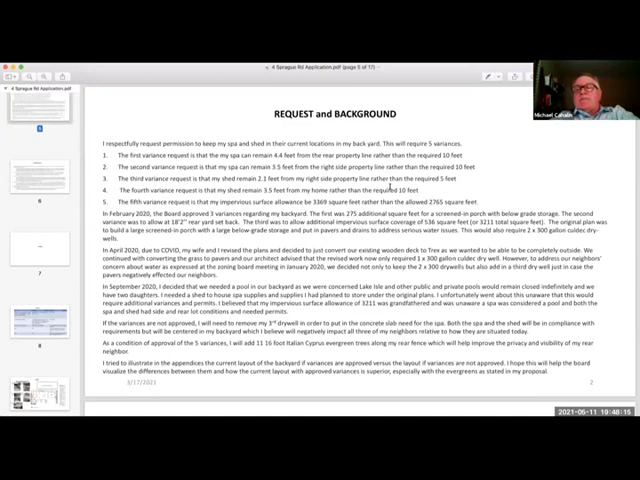 4 Sprague Rd Application.pdf (page 5 of 17)
4 Sprague Rd Application.pdf
5
6
7
8
Michael Cahalin
REQUEST and BACKGROUND
I respectfully request permission to keep my spa and shed in their current locations in my back yard. This will require 5 variances.
1. The first variance request is that the my spa can remain 4.4 feet from the rear property line rather than the required 10 feet
2. The second variance request is that my spa can remain 3.5 feet from the right side property line rather than the required 10 feet
3. The third variance request is that my shed remain 2.1 feet from my right side property line rather than the required 5 feet
4. The fourth variance request is that my shed remain 3.5 feet from my home rather than the required 10 feet
5. The fifth variance request is that my impervious surface allowance be 3369 square feet rather than the allowed 2765 square feet.
In February 2020, the Board approved 3 variances regarding my backyard. The first was 275 additional square feet for a screened-in porch with below grade storage. The second
variance was to allow at 18'2" rear yard set back. The third was to allow additional impervious surface coverage of 536 square feet (or 3211 total square feet). The original plan was
to build a large screened-in porch with a large below-grade storage and put in pavers and drains to address serious water issues. This would also require 2 x 300 gallon culdec dry-
wells.
In April 2020, due to COVID, my wife and I revised the plans and decided to just convert our existing wooden deck to Trex as we wanted to be able to be completely outside. We
continued with converting the grass to pavers and our architect advised that the revised work now only required 1 x 300 gallons culdec dry well. However, to address our neighbors'
concern about water as expressed at the zoning board meeting in January 2020, we decided not only to keep the 2 x 300 drywells but also add in a third dry well just in case the
pavers negatively effected our neighbors.
In September 2020, I decided that we needed a pool in our backyard as we were concerned Lake Isle and other public and private pools would remain closed indefinitely and we
have two daughters. I needed a shed to house spa supplies and supplies I had planned to store under the original plans. I unfortunately went about this unaware that this would
require additional variances and permits. I believed that my impervious surface allowance of 3211 was grandfathered and was unaware a spa was considered a pool and both the
spa and shed had side and rear lot conditions and needed permits.
If the variances are not approved, I will need to remove my 3rd drywell in order to put in the concrete slab need for the spa. Both the spa and the shed will be in compliance with
requirements but will be centered in my backyard which I believe will negatively impact all three of my neighbors relative to how they are situated today.
As a condition of approval of the 5 variances, I will add 11 16 foot Italian Cyprus evergreen trees along my rear fence which will help improve the privacy and visibility of my rear
neighbor.
I tried to illustrate in the appendices the current layout of the backyard if variances are approved versus the layout if variances are not approved. I hope this will help the board
visualize the differences between them and how the current layout with approved variances is superior, especially with the evergreens as stated in my proposal.
3/17/2021
2
2021-05-11 19:48:15